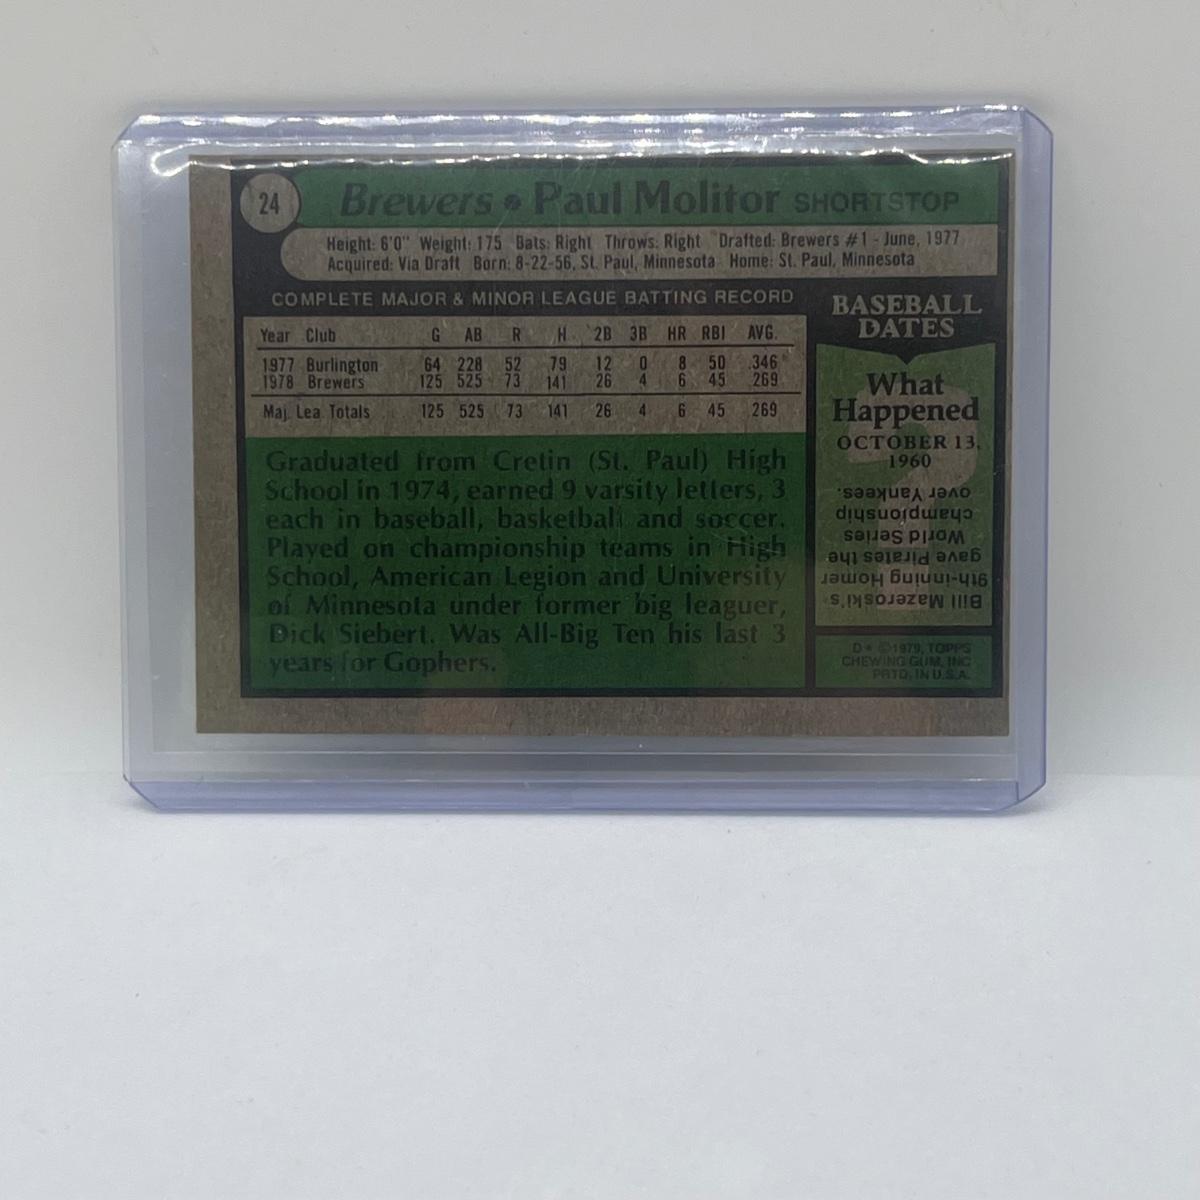 24
Brewers • Paul Molitor SHORTSTOP
Height: 6'0" Weight: 175 Bats: Right Throws: Right Drafted: Brewers #1 - June, 1977
Acquired: Via Draft Born: 8-22-56, St. Paul, Minnesota Home: St. Paul, Minnesota
COMPLETE MAJOR & MINOR LEAGUE BATTING RECORD
Year Club G AB R H 2B 3B HR RBI AVG.
1977 Burlington 64 228 52 79 12 0 8 50 .346
1978 Brewers 125 525 73 141 26 4 6 45 .269
Maj. Lea. Totals 125 525 73 141 26 4 6 45 .269
Graduated from Cretin (St. Paul) High
School in 1974, earned 9 varsity letters, 3
each in baseball, basketball and soccer.
Played on championship teams in High
School, American Legion and University
of Minnesota under former big leaguer,
Dick Siebert. Was All-Big Ten his last 3
years for Gophers.
BASEBALL
DATES
What
Happened
OCTOBER 13,
1960
Bill Mazeroski's
9th-inning Homer
gave Pirates the
World Series
championship
over Yankees.
D* ©1979, TOPPS
CHEWING GUM, INC
PRTD. IN U.S.A.